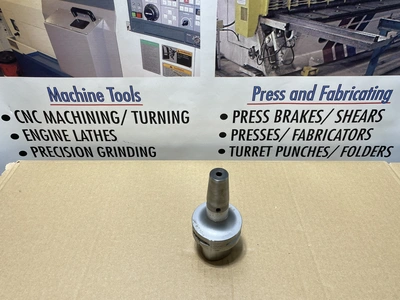 Machine Tools
• CNC MACHINING/ TURNING
• ENGINE LATHES
• PRECISION GRINDING
Press and Fabricating
• PRESS BRAKES/ SHEARS
• PRESSES/ FABRICATORS
• TURRET PUNCHES/ FOLDERS